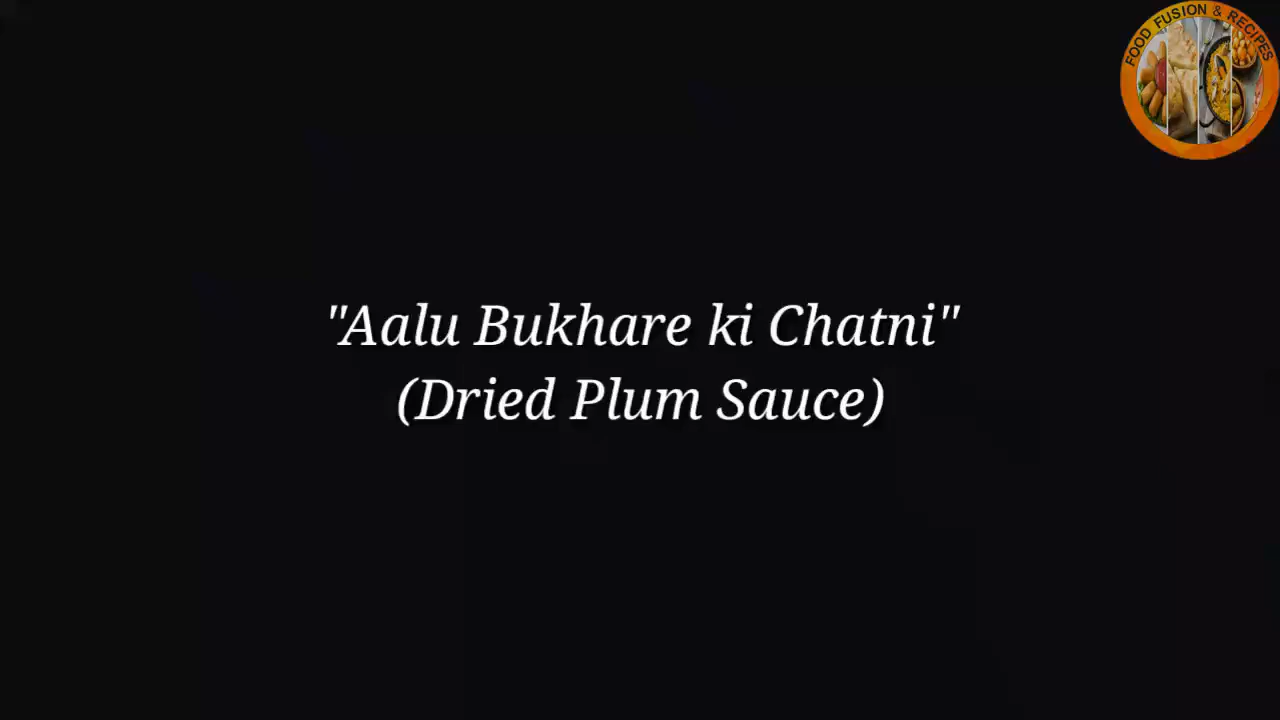 FOOD FUSION & RECIPES
"Aalu Bukhare ki Chatni"
(Dried Plum Sauce)